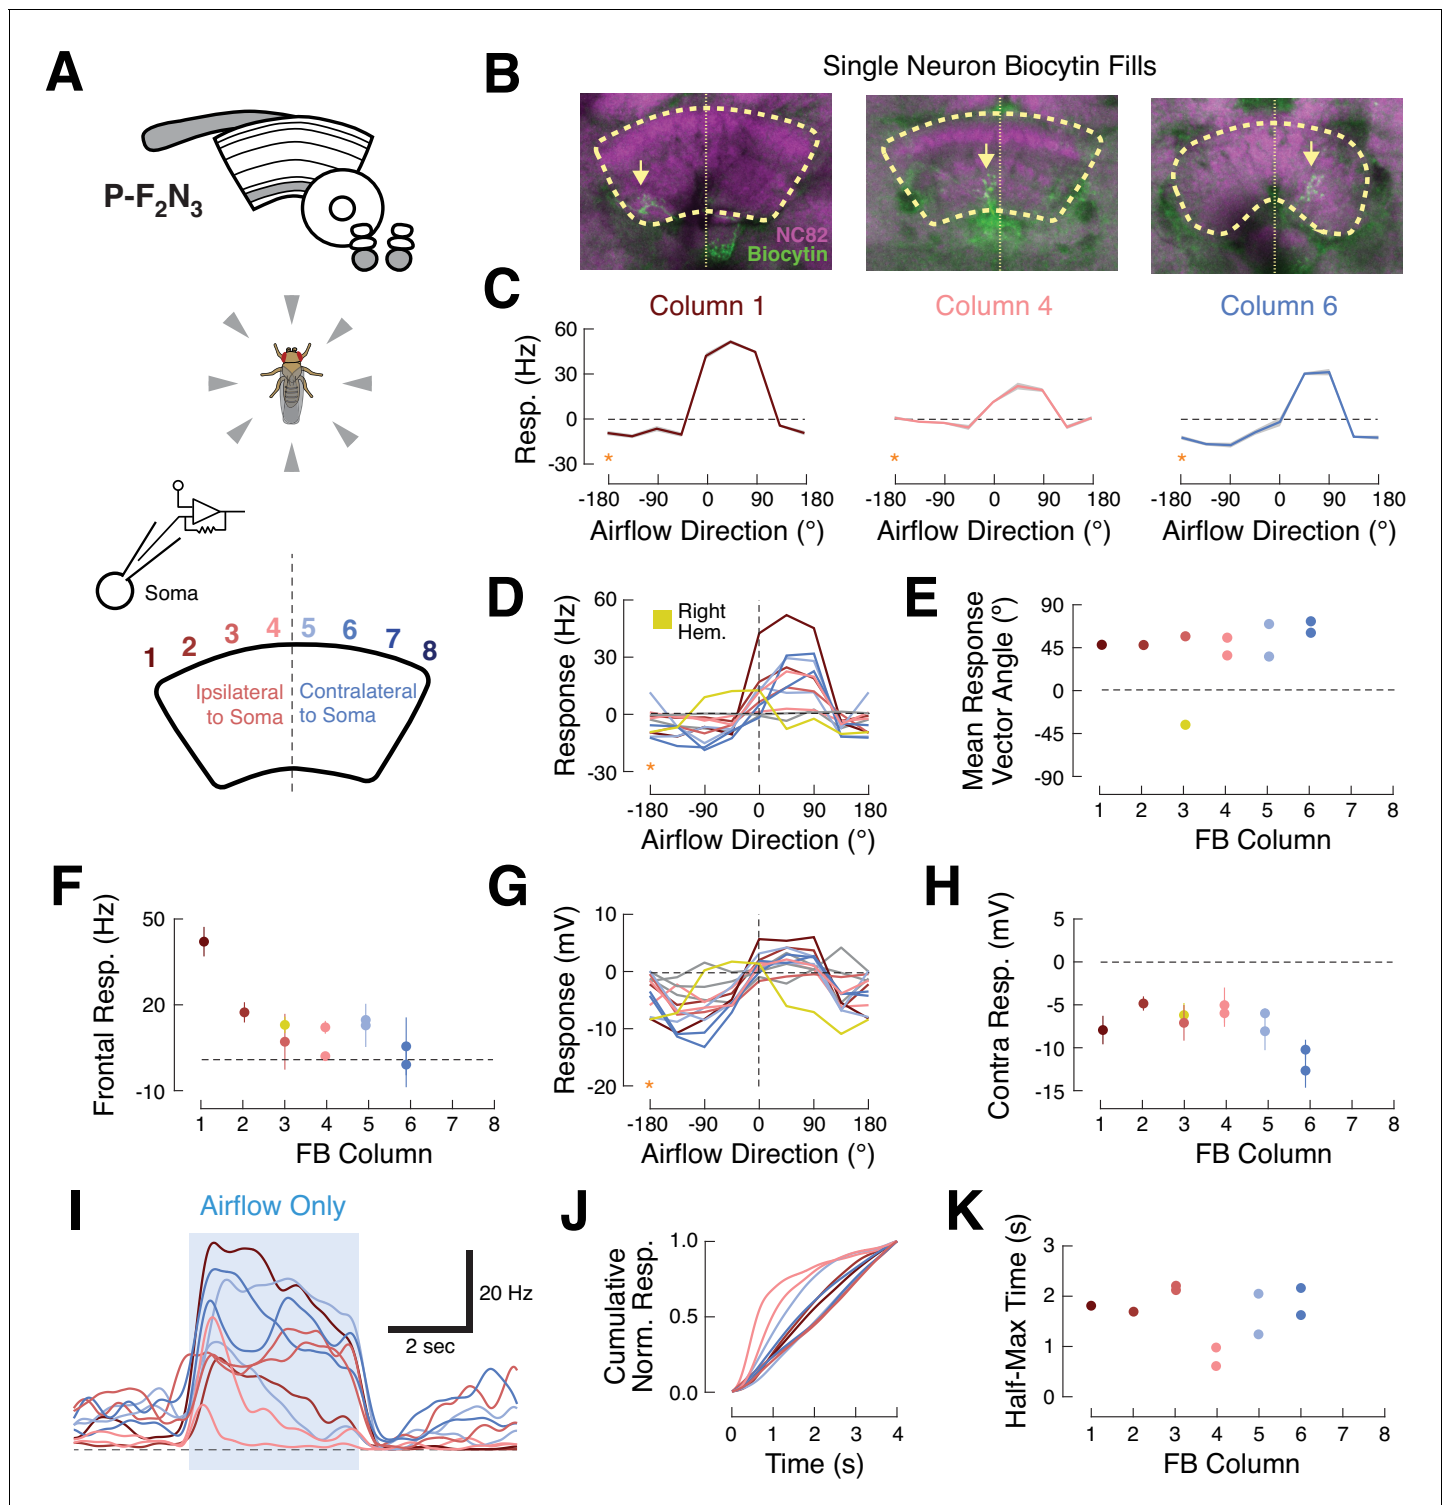 A
P-F2N3
Soma
1 2 3 4 5 6 7 8
Ipsilateral
to Soma
Contralateral
to Soma
B
Single Neuron Biocytin Fills
NC82
Biocytin
C
Column 1
Column 4
Column 6
Resp. (Hz)
60
30
0
-30
*
*
*
-180 -90 0 90 180
-180 -90 0 90 180
-180 -90 0 90 180
Airflow Direction (°)
Airflow Direction (°)
Airflow Direction (°)
D
Response (Hz)
60
30
0
-30
Right
Hem.
*
-180 -90 0 90 180
Airflow Direction (°)
E
Mean Response
Vector Angle (°)
90
45
0
-45
-90
1 2 3 4 5 6 7 8
FB Column
F
Frontal Resp. (Hz)
50
20
-10
1 2 3 4 5 6 7 8
FB Column
G
Response (mV)
10
0
-10
-20
*
-180 -90 0 90 180
Airflow Direction (°)
H
Contra Resp. (mV)
5
0
-5
-10
-15
1 2 3 4 5 6 7 8
FB Column
I
Airflow Only
20 Hz
2 sec
J
Cumulative
Norm. Resp.
1.0
0.5
0.0
0 1 2 3 4
Time (s)
K
Half-Max Time (s)
3
2
1
0
1 2 3 4 5 6 7 8
FB Column